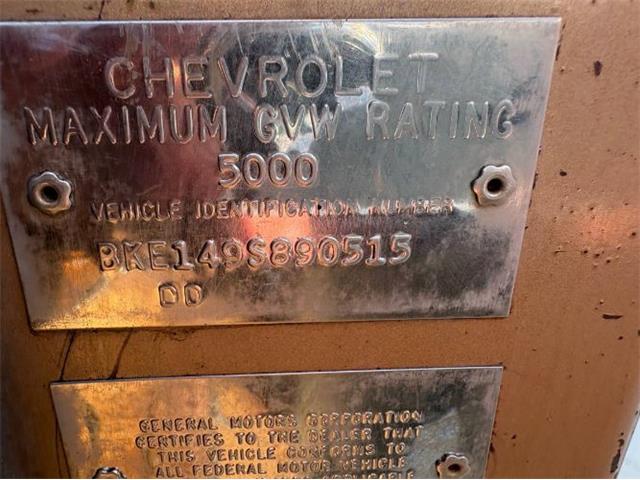 CHEVROLET
MAXIMUM GVW RATING
5000
VEHICLE IDENTIFICATION NUMBER
BKE149S890515
DD
GENERAL MOTORS CORPORATION
CERTIFIES TO THE DEALER THAT
THIS VEHICLE CONFORMS TO
ALL FEDERAL MOTOR VEHICLE
APPLICABLE